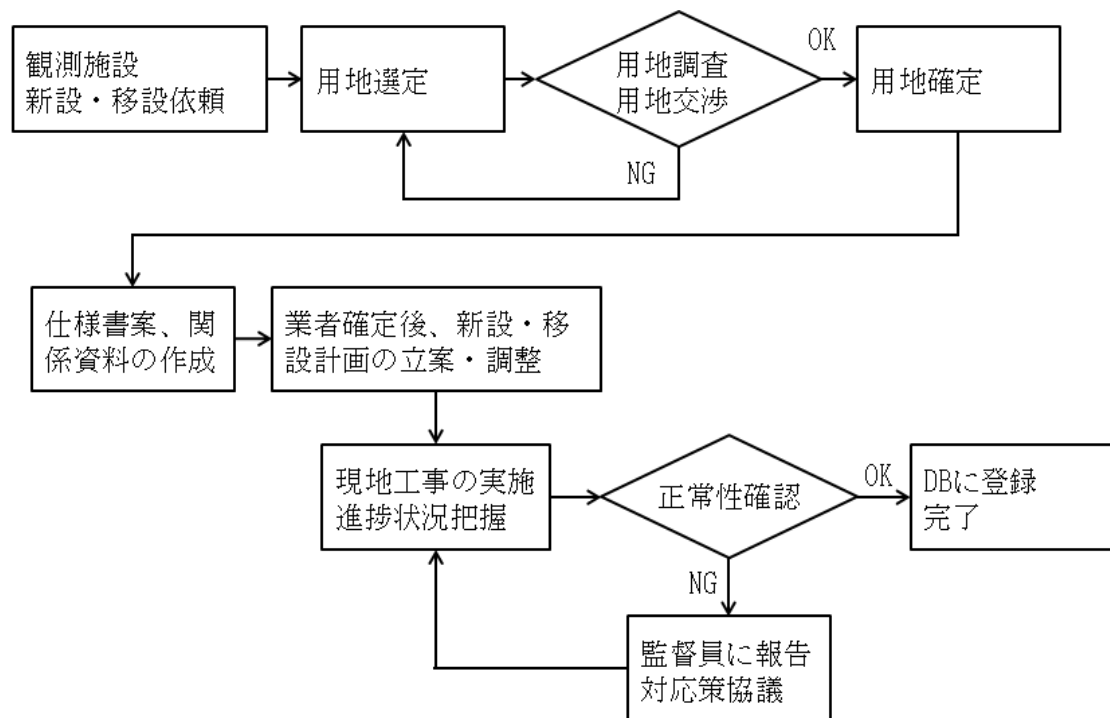 観測施設
新設・移設依頼
用地選定
用地調査
用地交渉
OK
用地確定
NG
仕様書案、関
係資料の作成
業者確定後、新設・移
設計画の立案・調整
現地工事の実施
進捗状況把握
正常性確認
OK
DBに登録
完了
NG
監督員に報告
対応策協議